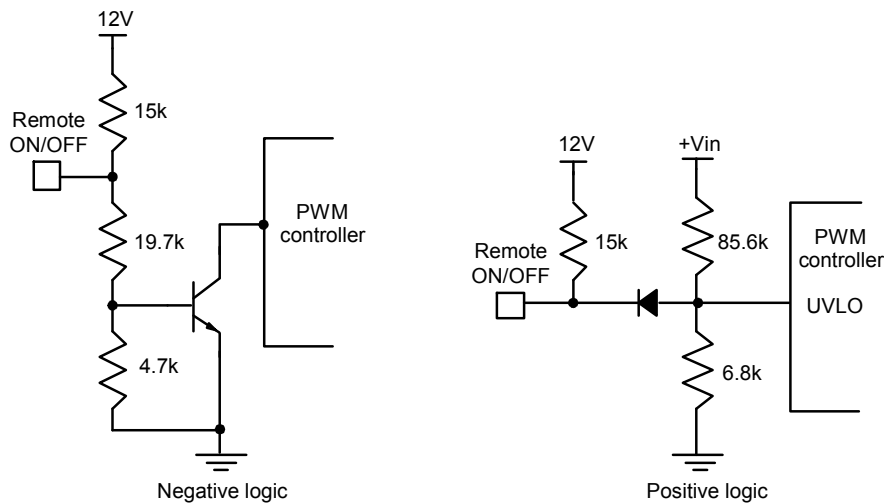 12V
15k
Remote
ON/OFF
19.7k
4.7k
PWM
controller
Negative logic
12V
+Vin
15k
85.6k
Remote
ON/OFF
PWM
controller
UVLO
6.8k
Positive logic